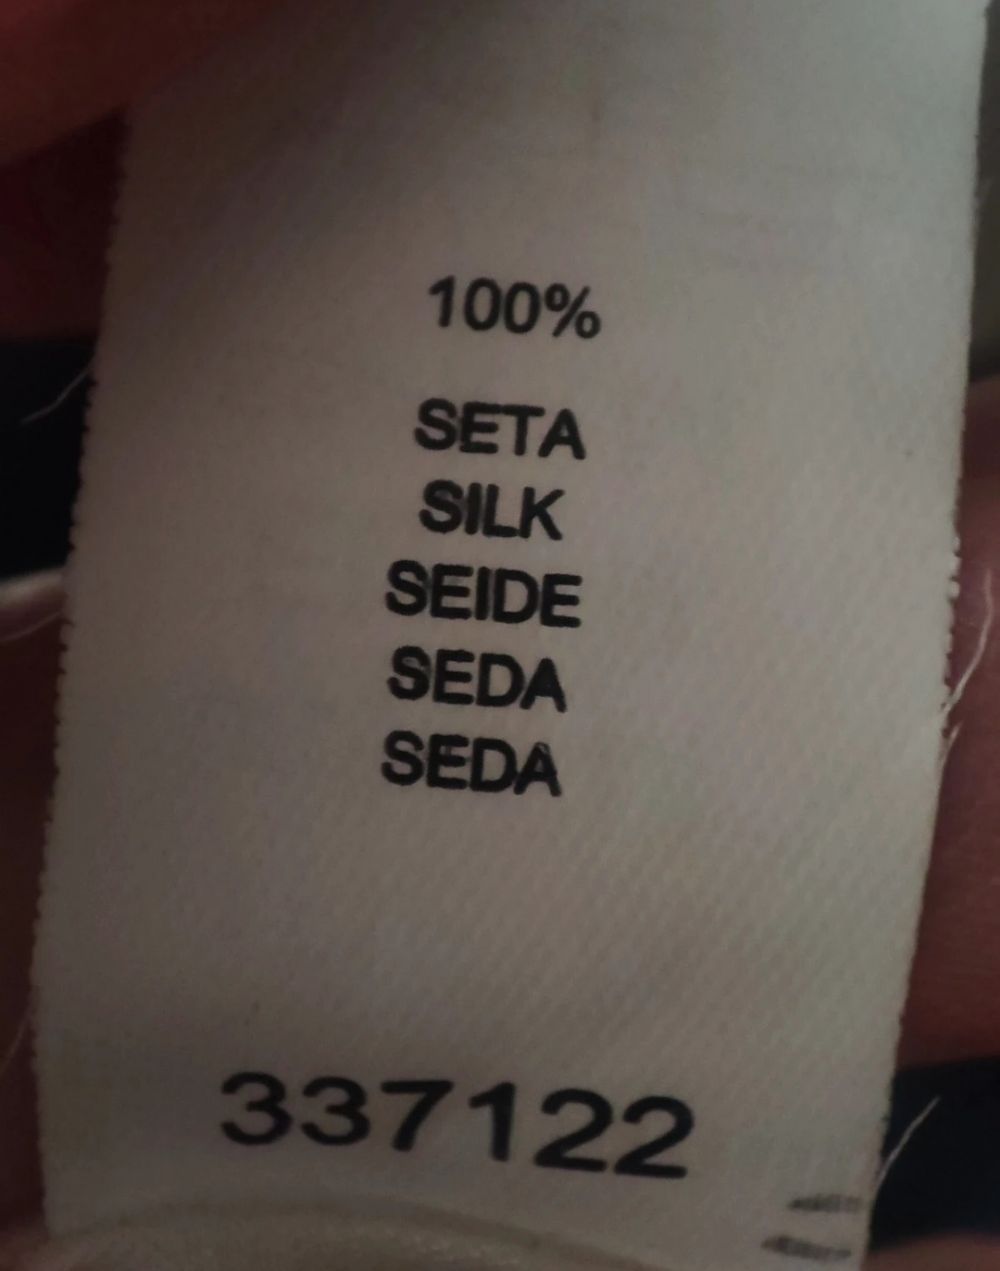 100%
SETA
SILK
SEIDE
SEDA
SEDA
337122